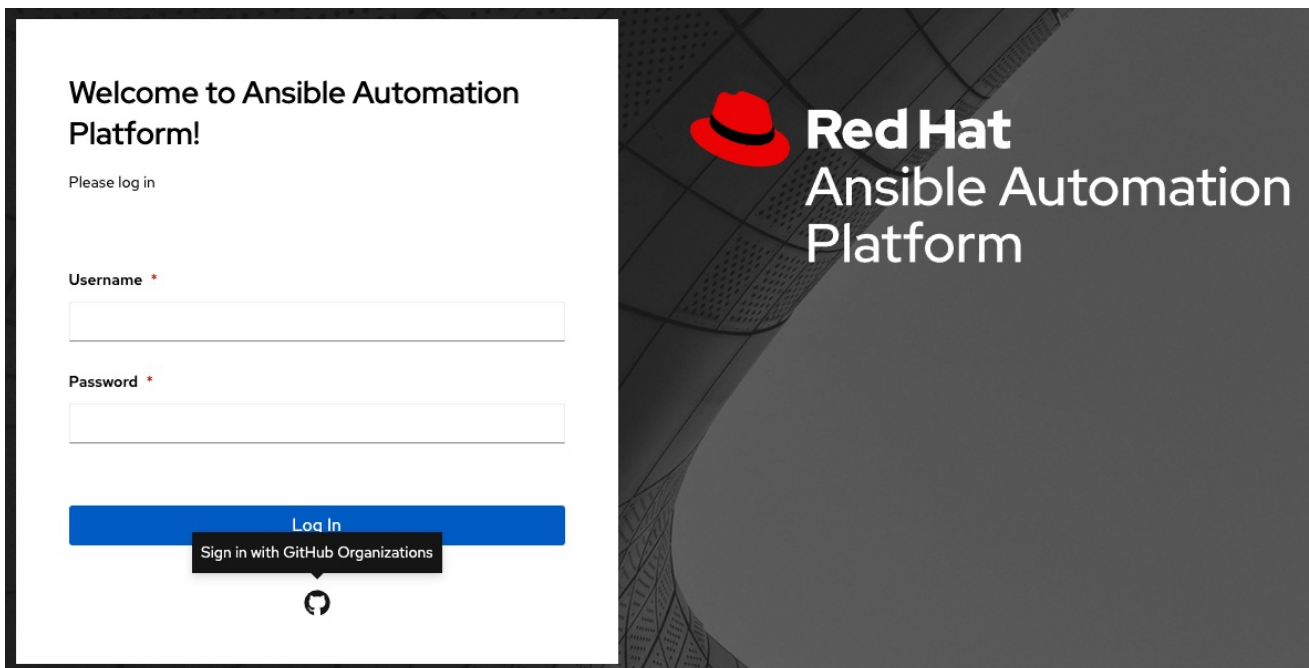 Welcome to Ansible Automation
Platform!
Please log in
Username *
Password *
Log In
Sign in with GitHub Organizations
Red Hat
Ansible Automation
Platform